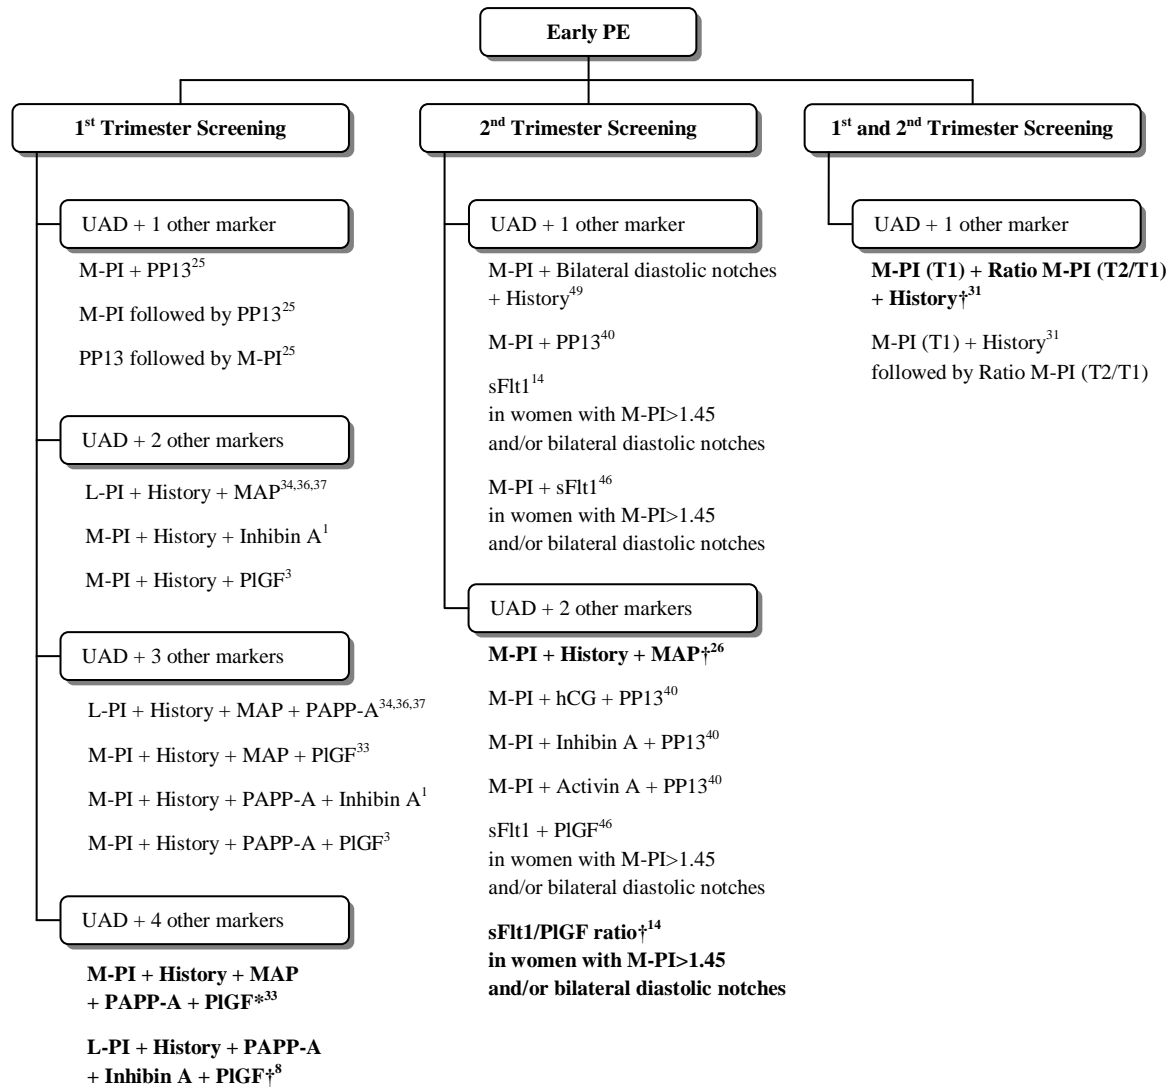 Early PE
1st Trimester Screening
UAD + 1 other marker
M-PI + PP1325
M-PI followed by PP1325
PP13 followed by M-PI25
UAD + 2 other markers
L-PI + History + MAP34,36,37
M-PI + History + Inhibin A1
M-PI + History + PlGF3
UAD + 3 other markers
L-PI + History + MAP + PAPP-A34,36,37
M-PI + History + MAP + PlGF33
M-PI + History + PAPP-A + Inhibin A1
M-PI + History + PAPP-A + PlGF3
UAD + 4 other markers
M-PI + History + MAP
+ PAPP-A + PlGF*33
L-PI + History + PAPP-A
+ Inhibin A + PlGF†8
2nd Trimester Screening
UAD + 1 other marker
M-PI + Bilateral diastolic notches
+ History49
M-PI + PP1340
sFlt114
in women with M-PI>1.45
and/or bilateral diastolic notches
M-PI + sFlt146
in women with M-PI>1.45
and/or bilateral diastolic notches
UAD + 2 other markers
M-PI + History + MAP†26
M-PI + hCG + PP1340
M-PI + Inhibin A + PP1340
M-PI + Activin A + PP1340
sFlt1 + PlGF46
in women with M-PI>1.45
and/or bilateral diastolic notches
sFlt1/PlGF ratio†14
in women with M-PI>1.45
and/or bilateral diastolic notches
1st and 2nd Trimester Screening
UAD + 1 other marker
M-PI (T1) + Ratio M-PI (T2/T1)
+ History†31
M-PI (T1) + History31
followed by Ratio M-PI (T2/T1)